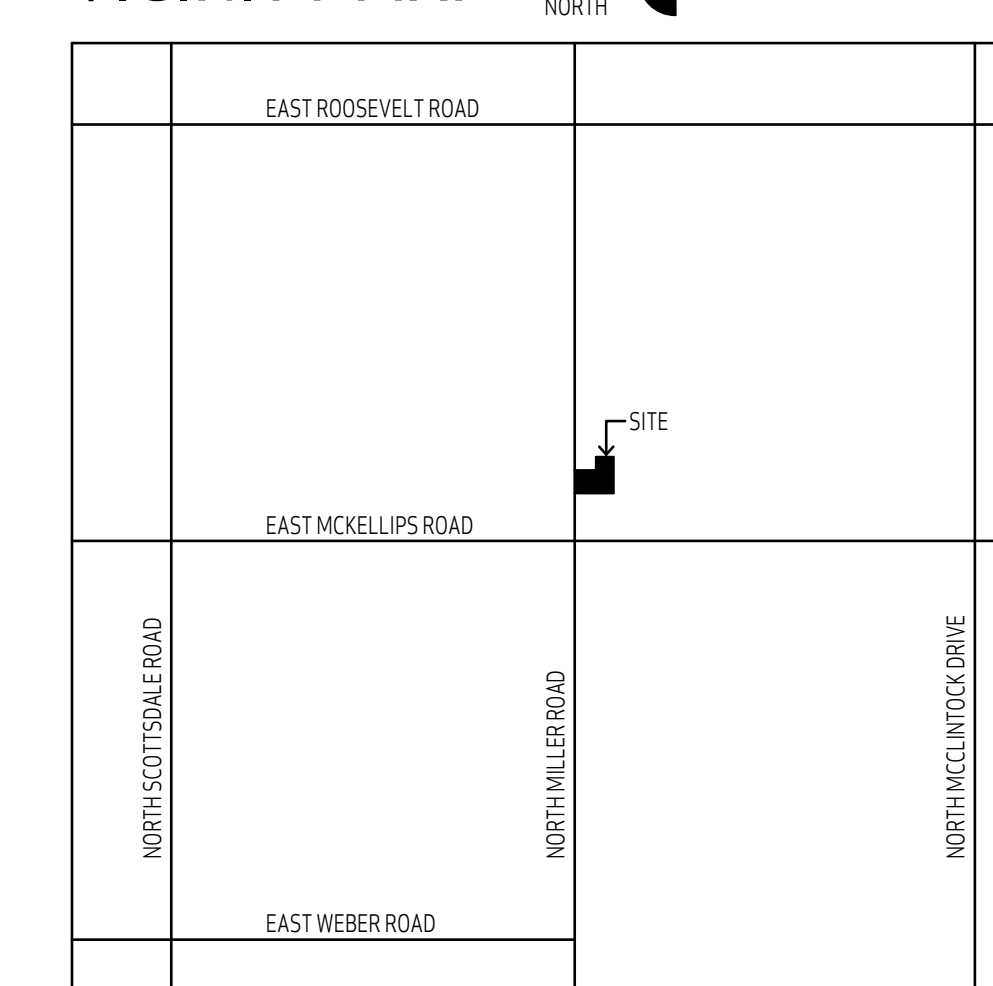 NORTH
EAST ROOSEVELT ROAD
SITE
EAST MCKELLIPS ROAD
NORTH SCOTTSDALE ROAD
NORTH MILLER ROAD
NORTH MCCLINTOCK DRIVE
EAST WEBER ROAD